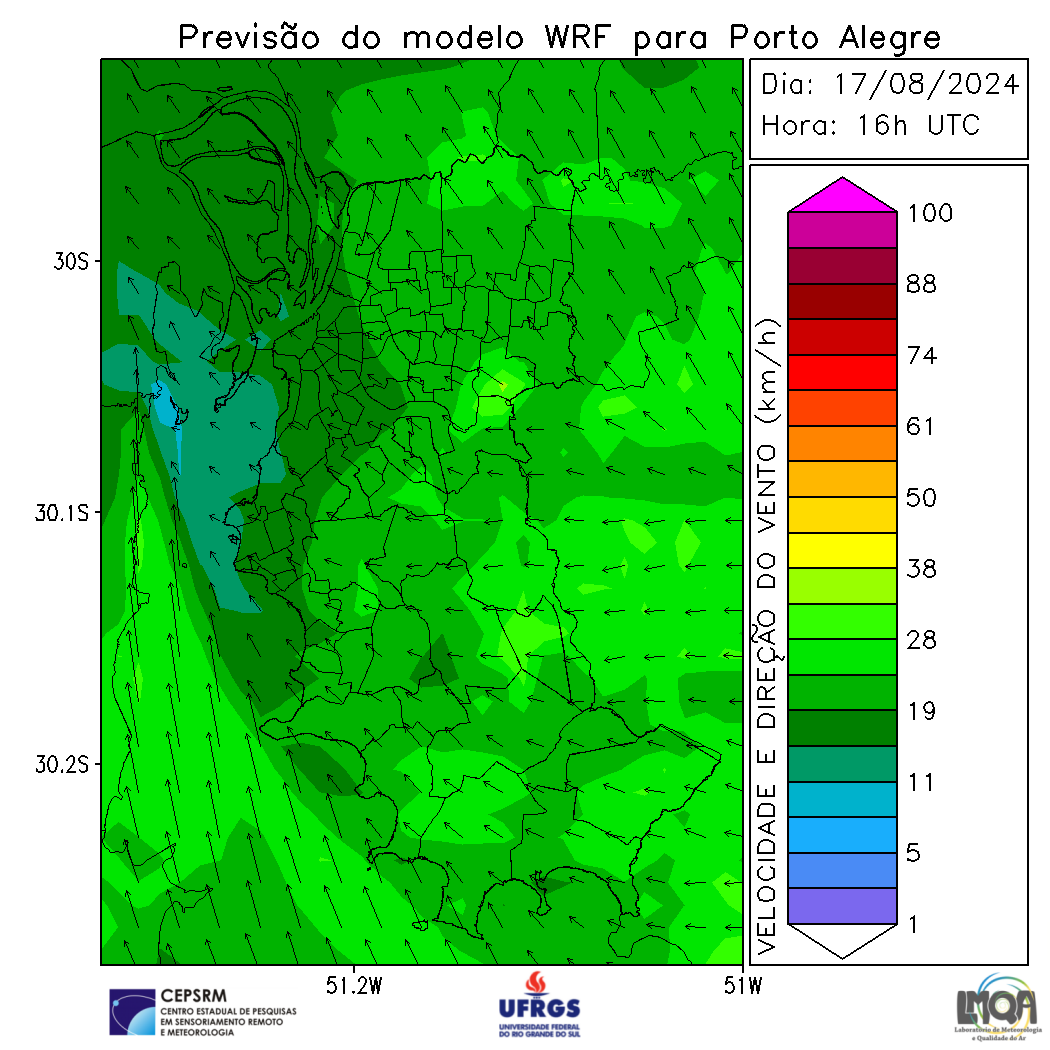 Previsão do modelo WRF para Porto Alegre
Dia: 17/08/2024
Hora: 16h UTC
30S
30.1S
30.2S
51.2W
51W
VELOCIDADE E DIREÇÃO DO VENTO (km/h)
100
88
74
61
50
38
28
19
11
5
1
CEPSRM
CENTRO ESTADUAL DE PESQUISAS
EM SENSORIAMENTO REMOTO
E METEOROLOGIA
UFRGS
UNIVERSIDADE FEDERAL
DO RIO GRANDE DO SUL
LMQA
Laboratório de Meteorologia
e Qualidade do Ar